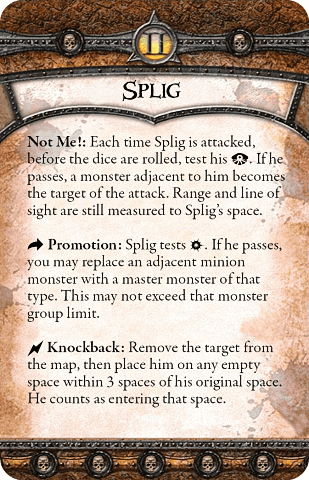 II
SPLIG
Not Me!: Each time Splig is attacked,
before the dice are rolled, test his . If he
passes, a monster adjacent to him becomes
the target of the attack. Range and line of
sight are still measured to Splig's space.
Promotion: Splig tests . If he passes,
you may replace an adjacent minion
monster with a master monster of that
type. This may not exceed that monster
group limit.
Knockback: Remove the target from
the map, then place him on any empty
space within 3 spaces of his original space.
He counts as entering that space.